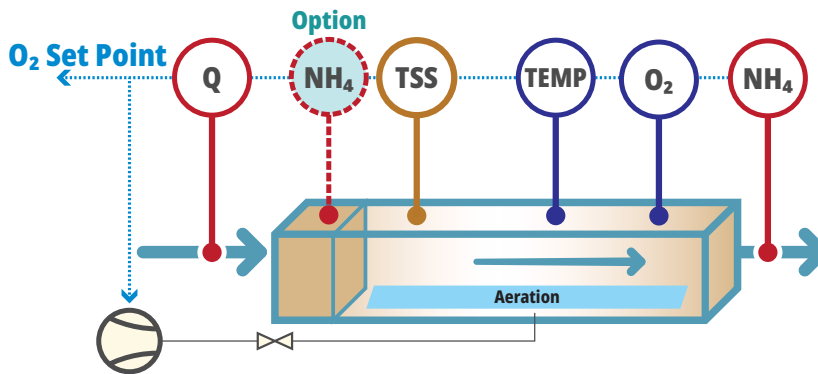 Option
O₂ Set Point
Q
NH₄
TSS
TEMP
O₂
NH₄
Aeration